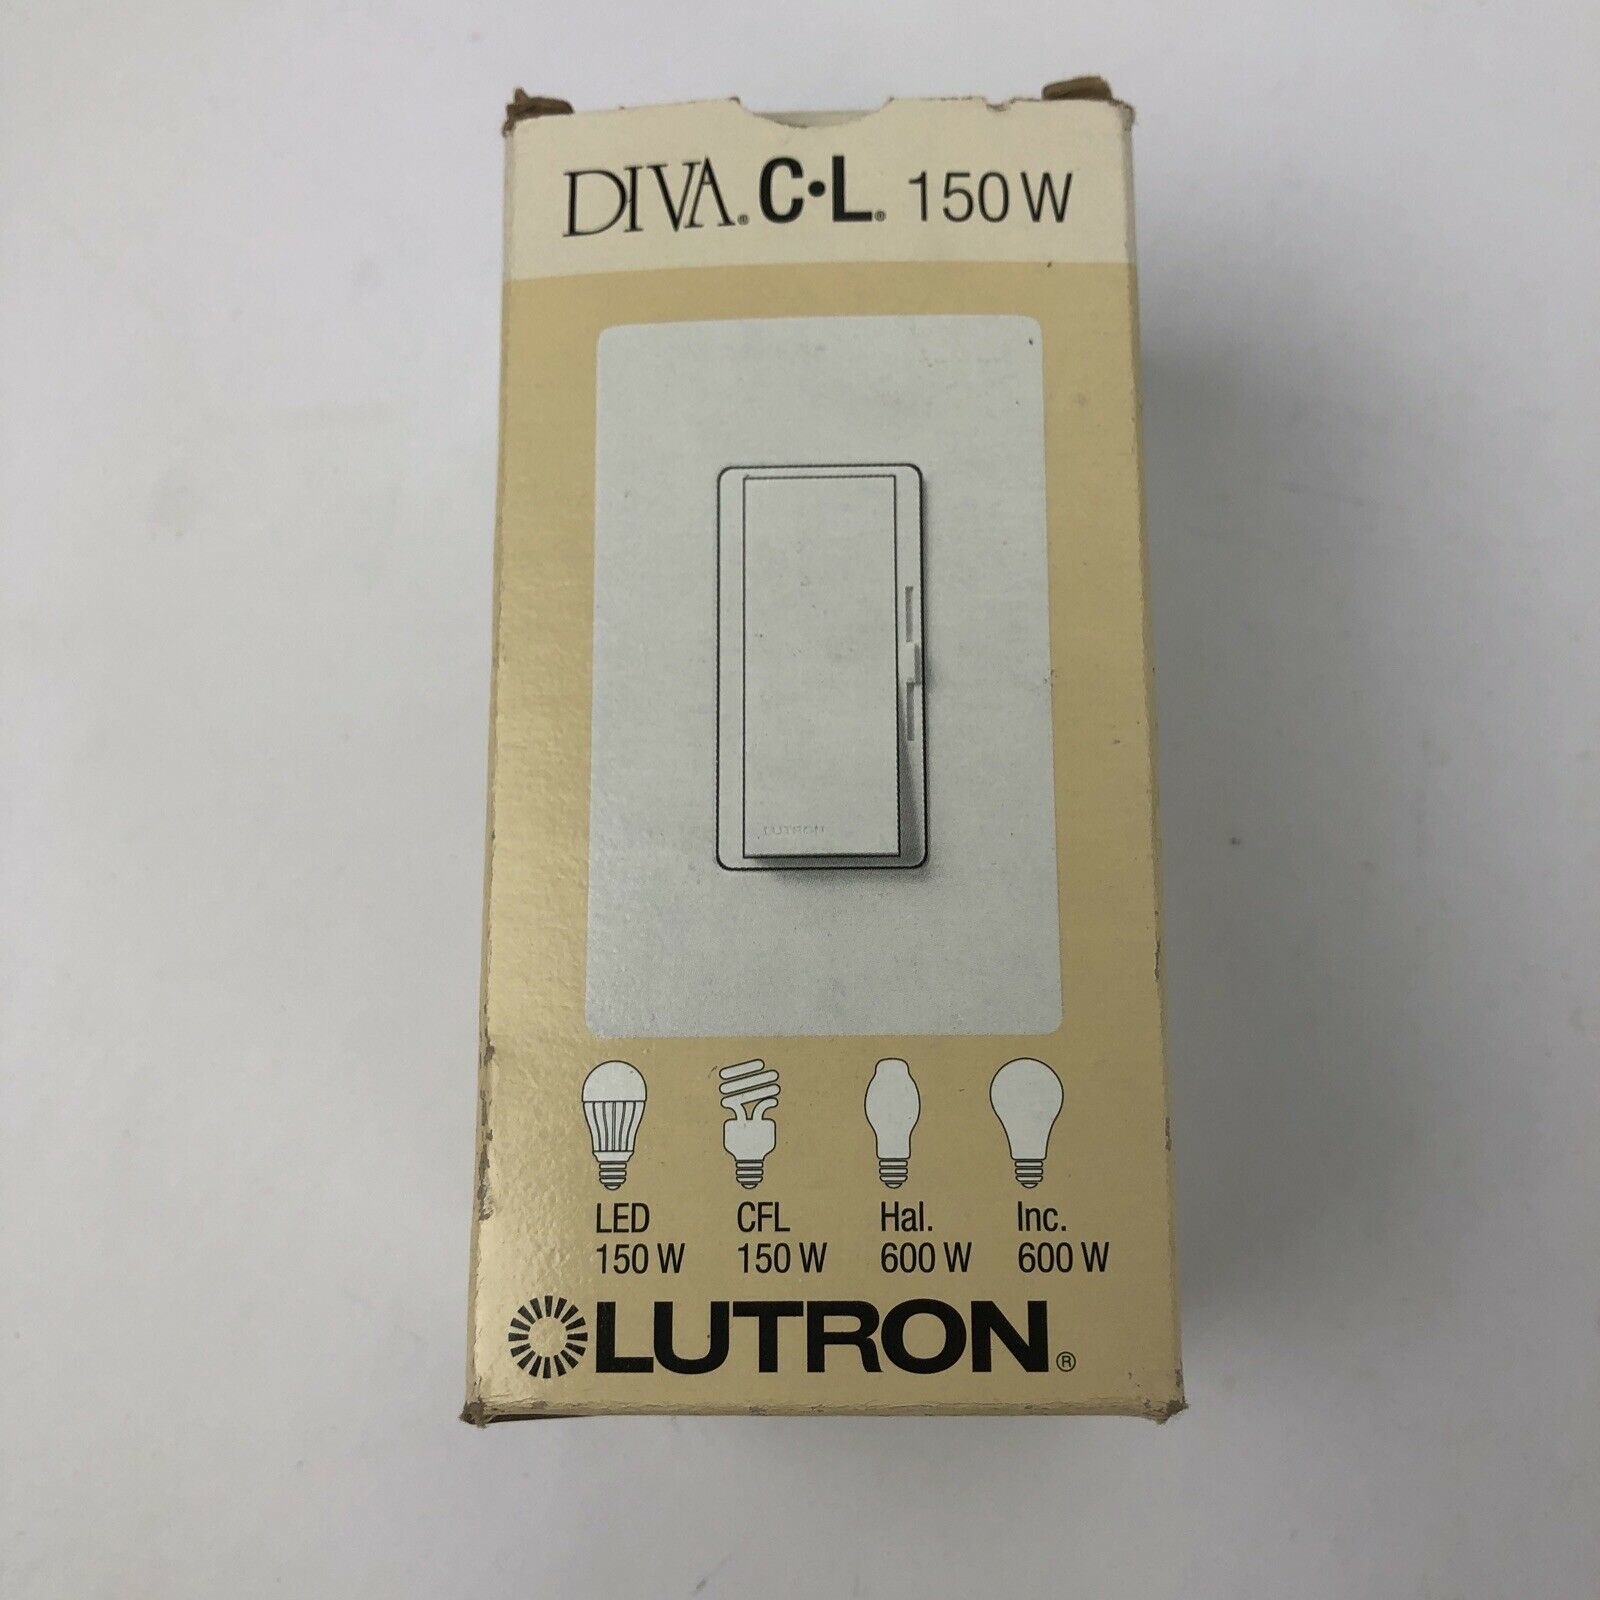 DIVA® C•L® 150 W
LUTRON
LED CFL Hal. Inc.
150 W 150 W 600 W 600 W
LUTRON®